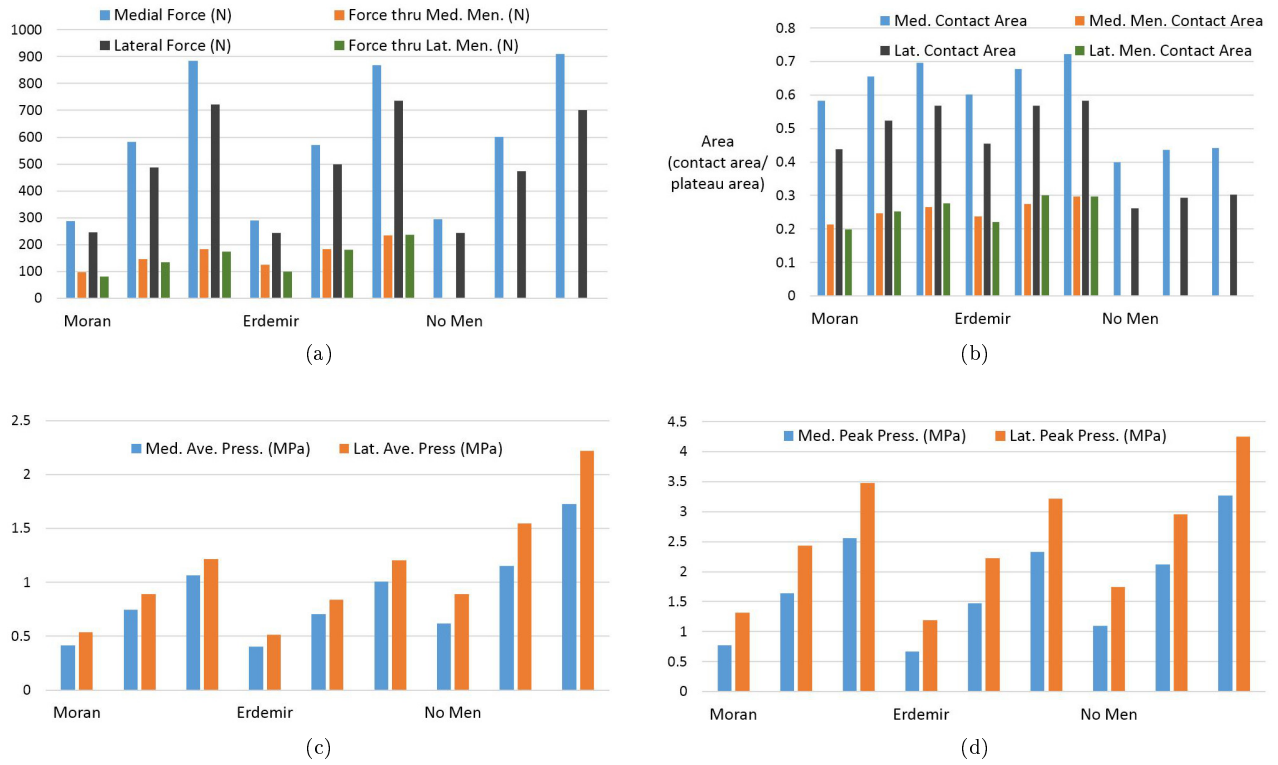 Medial Force (N) Force thru Med. Men. (N)
Lateral Force (N) Force thru Lat. Men. (N)
1000
900
800
700
600
500
400
300
200
100
0
Moran Erdemir No Men
(a)
Med. Contact Area Med. Men. Contact Area
Lat. Contact Area Lat. Men. Contact Area
0.8
0.7
0.6
0.5
0.4
0.3
0.2
0.1
0
Area
(contact area/
plateau area)
Moran Erdemir No Men
(b)
2.5
2
1.5
1
0.5
0
Med. Ave. Press. (MPa) Lat. Ave. Press (MPa)
Moran Erdemir No Men
(c)
4.5
4
3.5
3
2.5
2
1.5
1
0.5
0
Med. Peak Press. (MPa) Lat. Peak Press. (MPa)
Moran Erdemir No Men
(d)